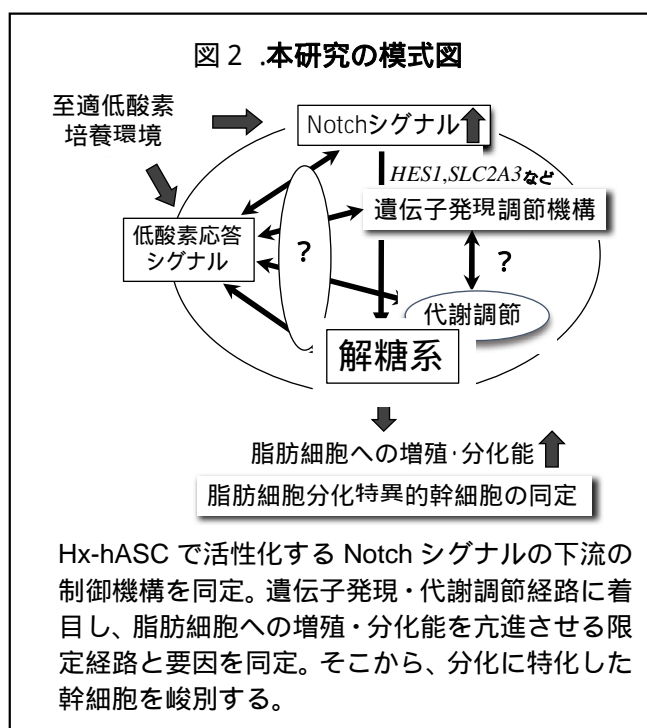 図２ .本研究の模式図
至適低酸素
培養環境
Notchシグナル
HES1,SLC2A3など
遺伝子発現調節機構
低酸素応答
シグナル
?
?
代謝調節
解糖系
脂肪細胞への増殖･分化能
脂肪細胞分化特異的幹細胞の同定
Hx-hASC で活性化する Notch シグナルの下流の
制御機構を同定。遺伝子発現・代謝調節経路に着
目し、脂肪細胞への増殖・分化能を亢進させる限
定経路と要因を同定。そこから、分化に特化した
幹細胞を峻別する。